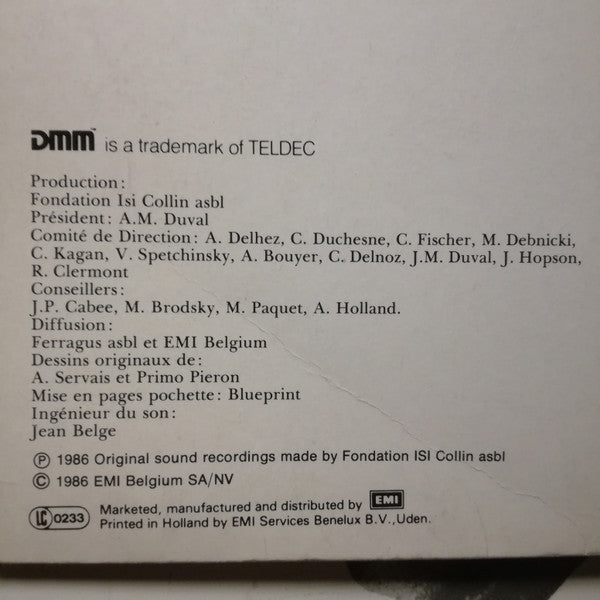 DMM™ is a trademark of TELDEC
Production:
Fondation Isi Collin asbl
Président: A.M. Duval
Comité de Direction: A. Delhez, C. Duchesne, C. Fischer, M. Debnicki,
C. Kagan, V. Spetchinsky, A. Bouyer, C. Delnoz, J.M. Duval, J. Hopson,
R. Clermont
Conseillers:
J.P. Cabee, M. Brodsky, M. Paquet, A. Holland.
Diffusion:
Ferragus asbl et EMI Belgium
Dessins originaux de:
A. Servais et Primo Pieron
Mise en pages pochette: Blueprint
Ingénieur du son:
Jean Belge
℗ 1986 Original sound recordings made by Fondation ISI Collin asbl
© 1986 EMI Belgium SA/NV
LC 0233
Marketed, manufactured and distributed by EMI
Printed in Holland by EMI Services Benelux B.V., Uden.